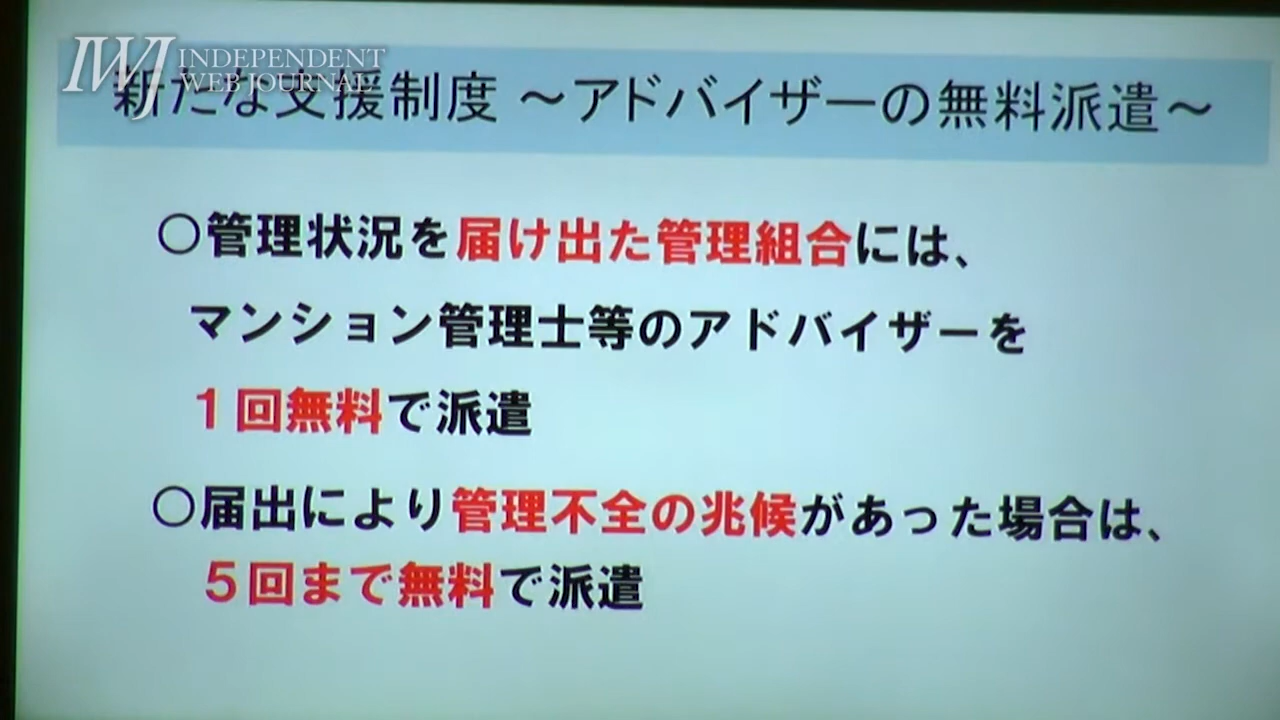 IWJ INDEPENDENT
WEB JOURNAL
新たな支援制度 ～アドバイザーの無料派遣～
○管理状況を届け出た管理組合には、
マンション管理士等のアドバイザーを
１回無料で派遣
○届出により管理不全の兆候があった場合は、
５回まで無料で派遣